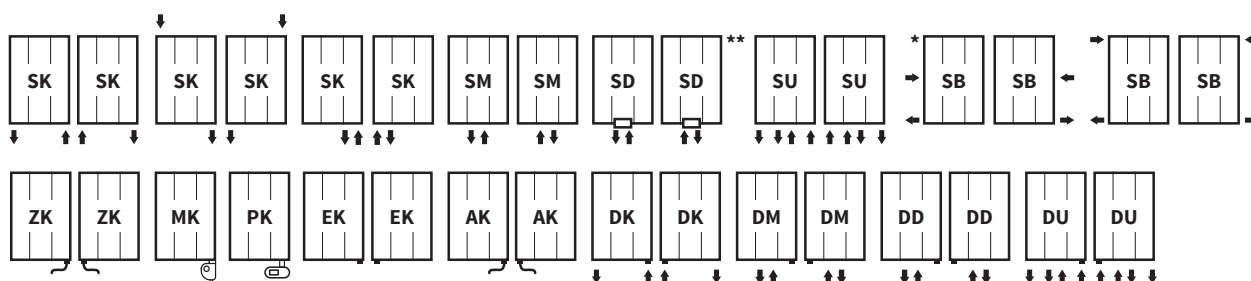 SK SK SK SK SK SK SM SM SD SD ** SU SU * SB SB SB SB
ZK ZK MK PK EK EK AK AK DK DK DM DM DD DD DU DU